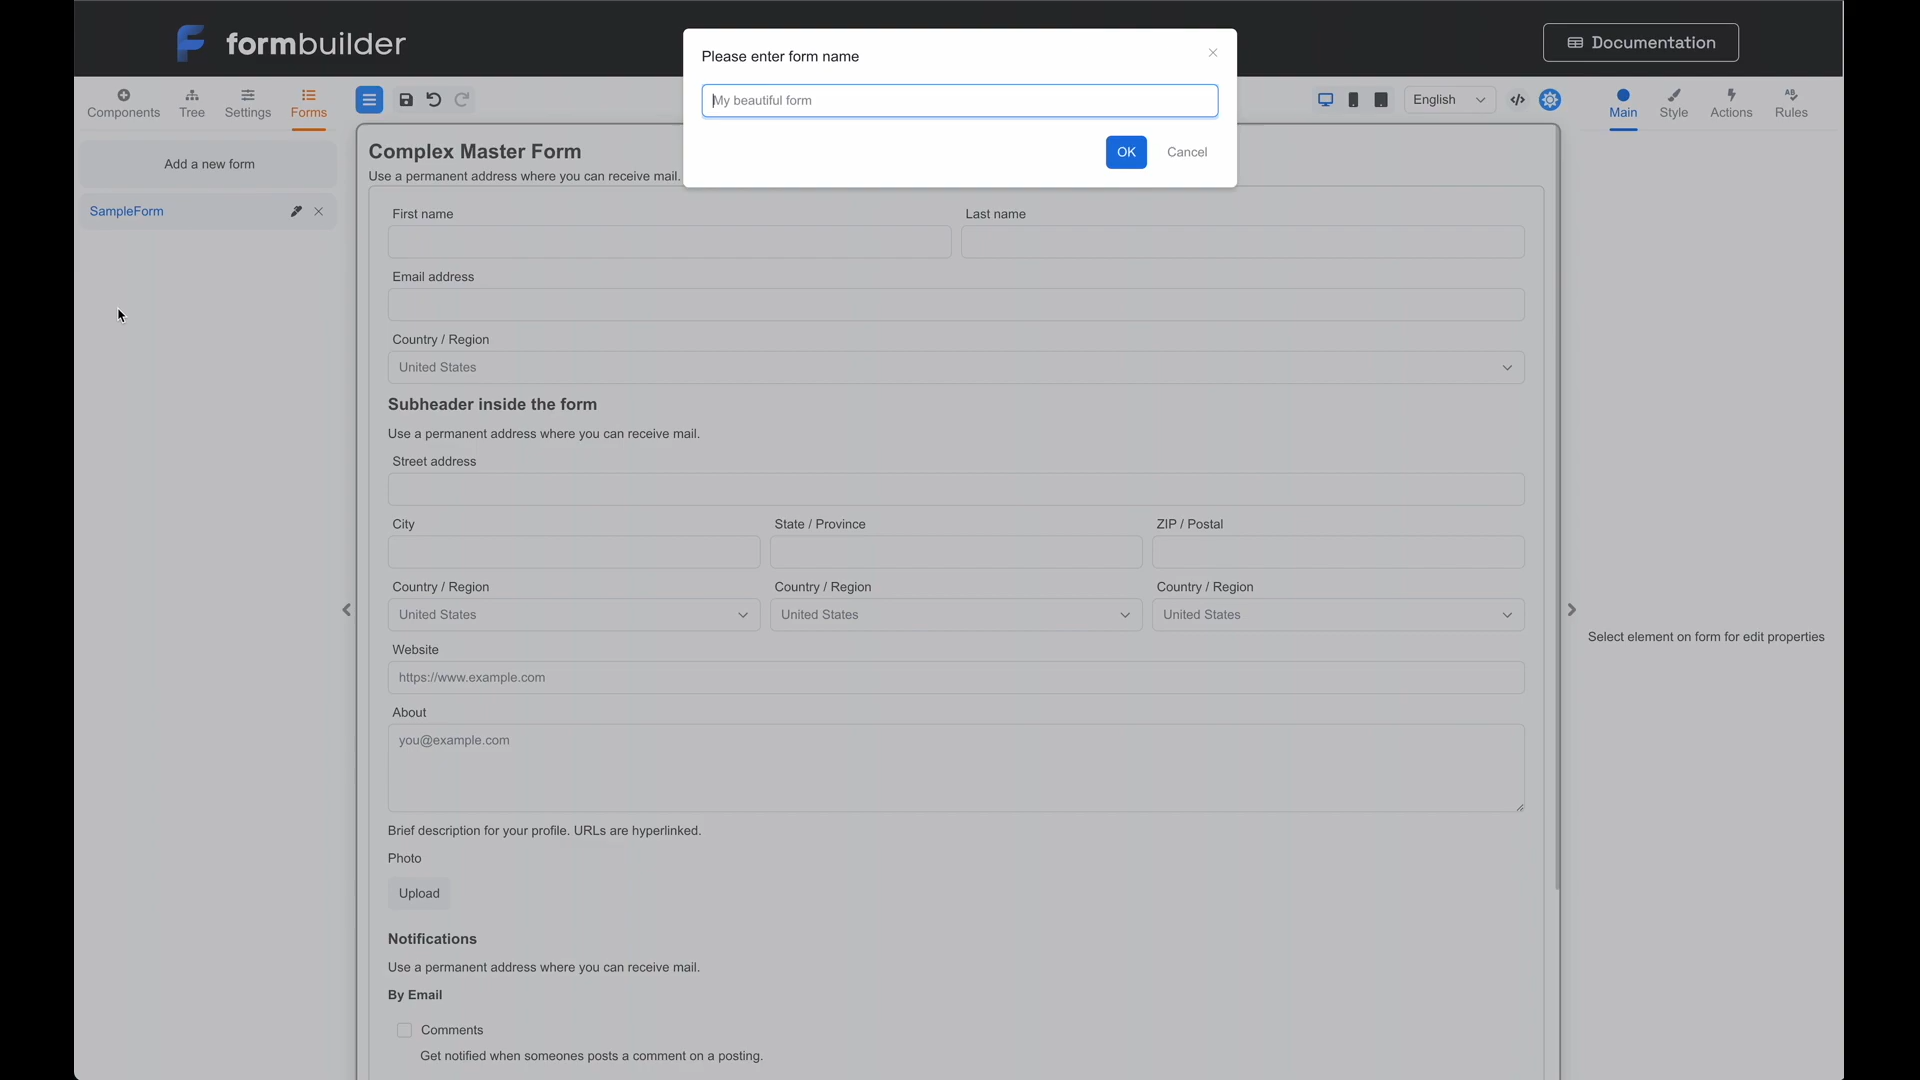 formbuilder
Documentation
Please enter form name
My beautiful form
OK
Cancel
Components
Tree
Settings
Forms
English
Main
Style
Actions
Rules
Add a new form
SampleForm
Complex Master Form
Use a permanent address where you can receive mail.
First name
Last name
Email address
Country / Region
United States
Subheader inside the form
Use a permanent address where you can receive mail.
Street address
City
State / Province
ZIP / Postal
Country / Region
Country / Region
Country / Region
United States
United States
United States
Select element on form for edit properties
Website
https://www.example.com
About
you@example.com
Brief description for your profile. URLs are hyperlinked.
Photo
Upload
Notifications
Use a permanent address where you can receive mail.
By Email
Comments
Get notified when someones posts a comment on a posting.